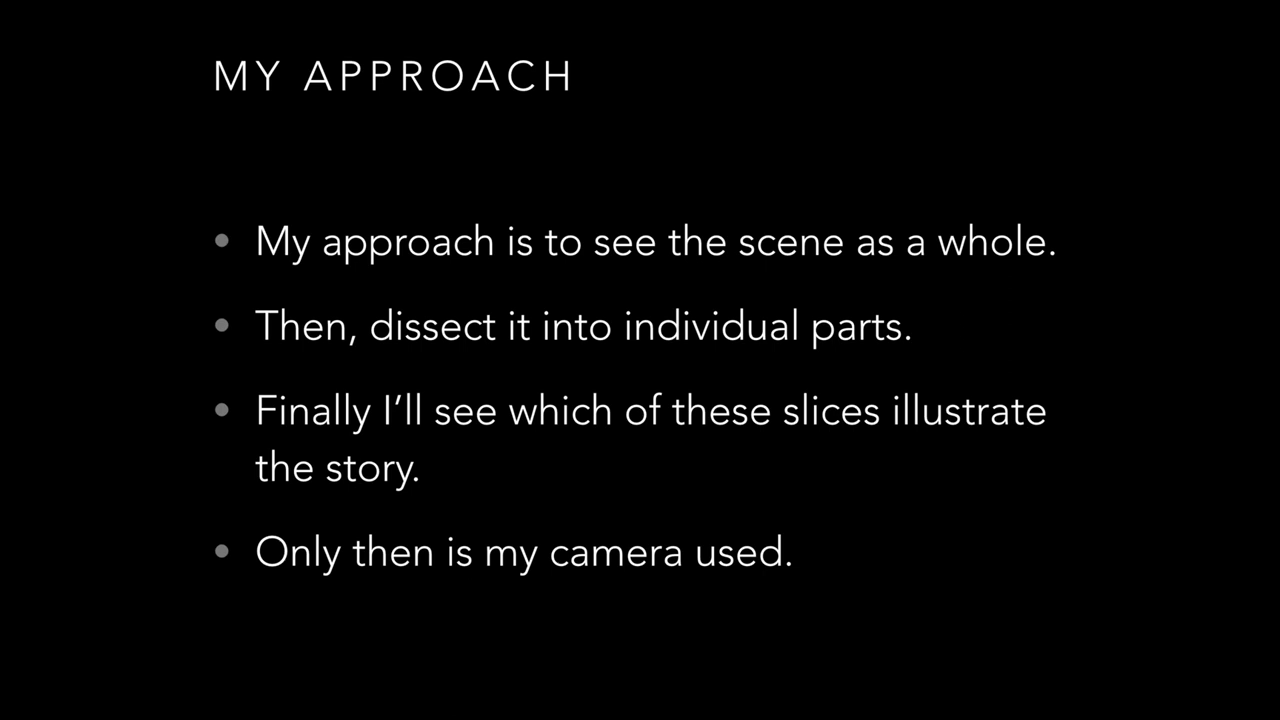 MY APPROACH
• My approach is to see the scene as a whole.
• Then, dissect it into individual parts.
• Finally I’ll see which of these slices illustrate
the story.
• Only then is my camera used.